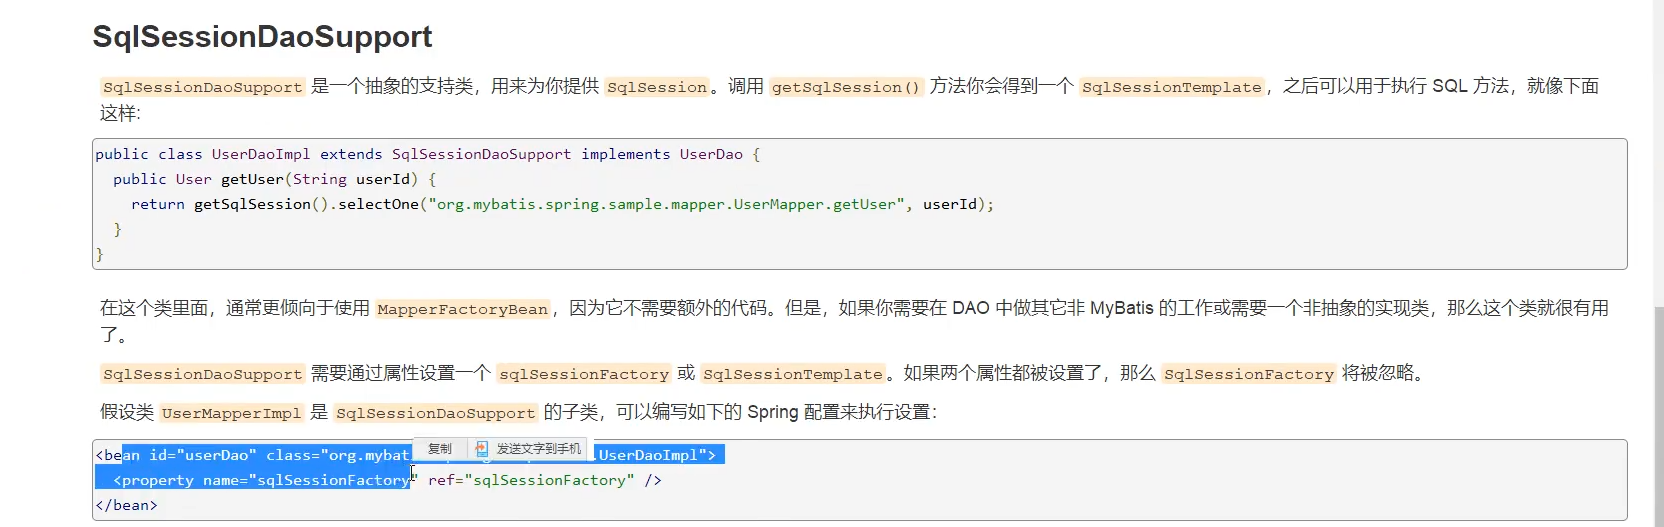 SqlSessionDaoSupport
SqlSessionDaoSupport 是一个抽象的支持类，用来为你提供 SqlSession。调用 getSqlSession() 方法你会得到一个 SqlSessionTemplate，之后可以用于执行 SQL 方法，就像下面
这样:
public class UserDaoImpl extends SqlSessionDaoSupport implements UserDao {
  public User getUser(String userId) {
    return getSqlSession().selectOne("org.mybatis.spring.sample.mapper.UserMapper.getUser", userId);
  }
}
在这个类里面，通常更倾向于使用 MapperFactoryBean，因为它不需要额外的代码。但是，如果你需要在 DAO 中做其它非 MyBatis 的工作或需要一个非抽象的实现类，那么这个类就很有用
了。
SqlSessionDaoSupport 需要通过属性设置一个 sqlSessionFactory 或 SqlSessionTemplate。如果两个属性都被设置了，那么 SqlSessionFactory 将被忽略。
假设类 UserMapperImpl 是 SqlSessionDaoSupport 的子类，可以编写如下的 Spring 配置来执行设置：
<bean id="userDao" class="org.mybat 复制 发送文字到手机 .UserDaoImpl">
  <property name="sqlSessionFactory" ref="sqlSessionFactory" />
</bean>